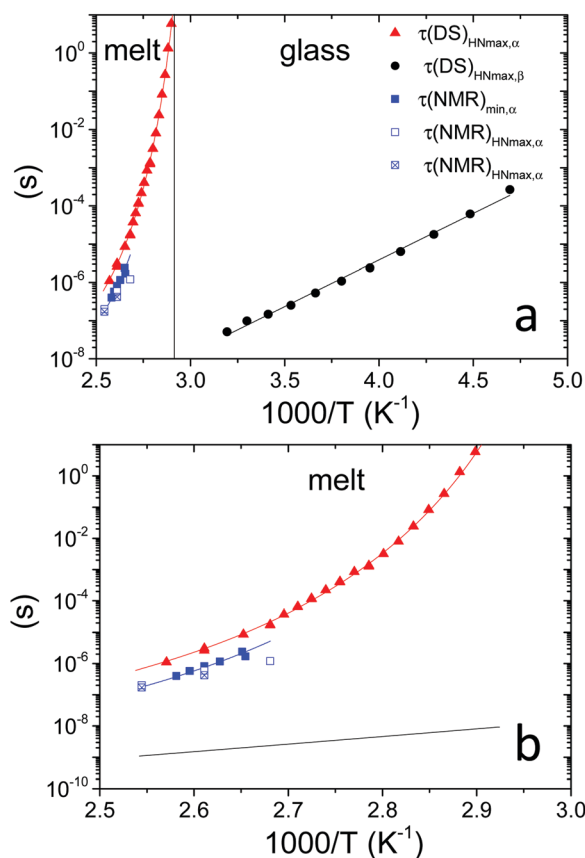 melt
glass
τ(DS)HNmax,α
τ(DS)HNmax,β
τ(NMR)min,α
τ(NMR)HNmax,α
τ(NMR)HNmax,α
(s)
10^0
10^-2
10^-4
10^-6
10^-8
a
2.5 3.0 3.5 4.0 4.5 5.0
1000/T (K^-1)
melt
(s)
10^0
10^-2
10^-4
10^-6
10^-8
10^-10
b
2.5 2.6 2.7 2.8 2.9 3.0
1000/T (K^-1)